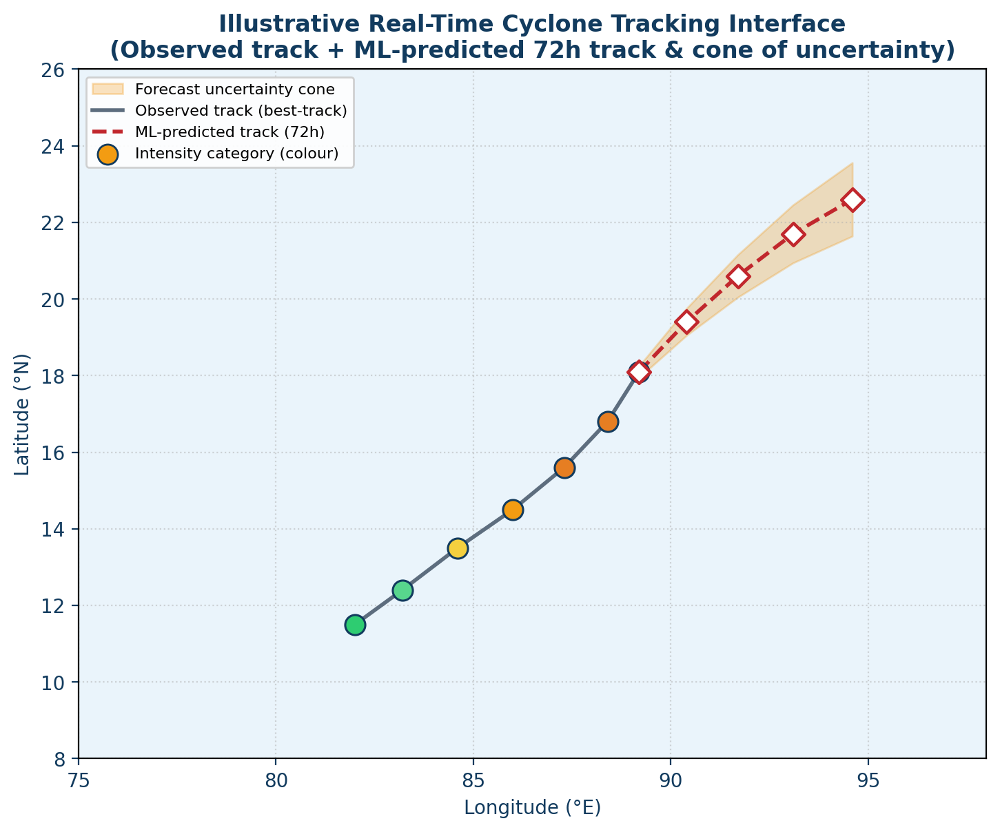 Illustrative Real-Time Cyclone Tracking Interface
(Observed track + ML-predicted 72h track & cone of uncertainty)
Forecast uncertainty cone
Observed track (best-track)
ML-predicted track (72h)
Intensity category (colour)
26
24
22
20
18
16
14
12
10
8
Latitude (°N)
75 80 85 90 95
Longitude (°E)